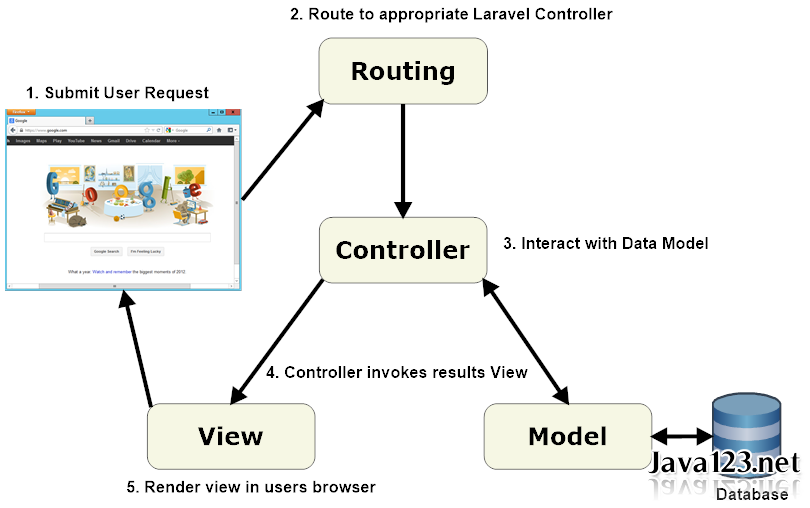 2. Route to appropriate Laravel Controller
Routing
1. Submit User Request
Google
https://www.google.com
Google
Images Maps Play YouTube News Gmail Drive Calendar More
Google
Google Search I'm Feeling Lucky
What a year. Watch and remember the biggest moments of 2012.
Controller
3. Interact with Data Model
4. Controller invokes results View
View
Model
Java123.net
5. Render view in users browser
Database